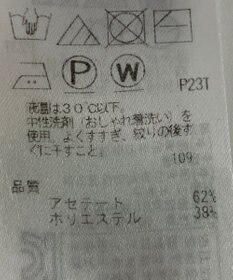 P W
P23T
液温は30℃以下。
中性洗剤(おしゃれ着洗い)を
使用。よくすすぎ、絞りの後す
ぐに干すこと。
109
品質
アセテート 62%
ポリエステル 38%